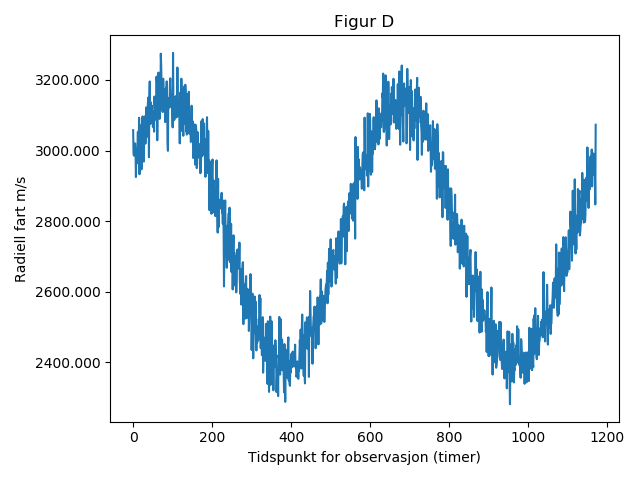 Figur D
3200.000
3000.000
2800.000
2600.000
2400.000
Radiell fart m/s
0 200 400 600 800 1000 1200
Tidspunkt for observasjon (timer)